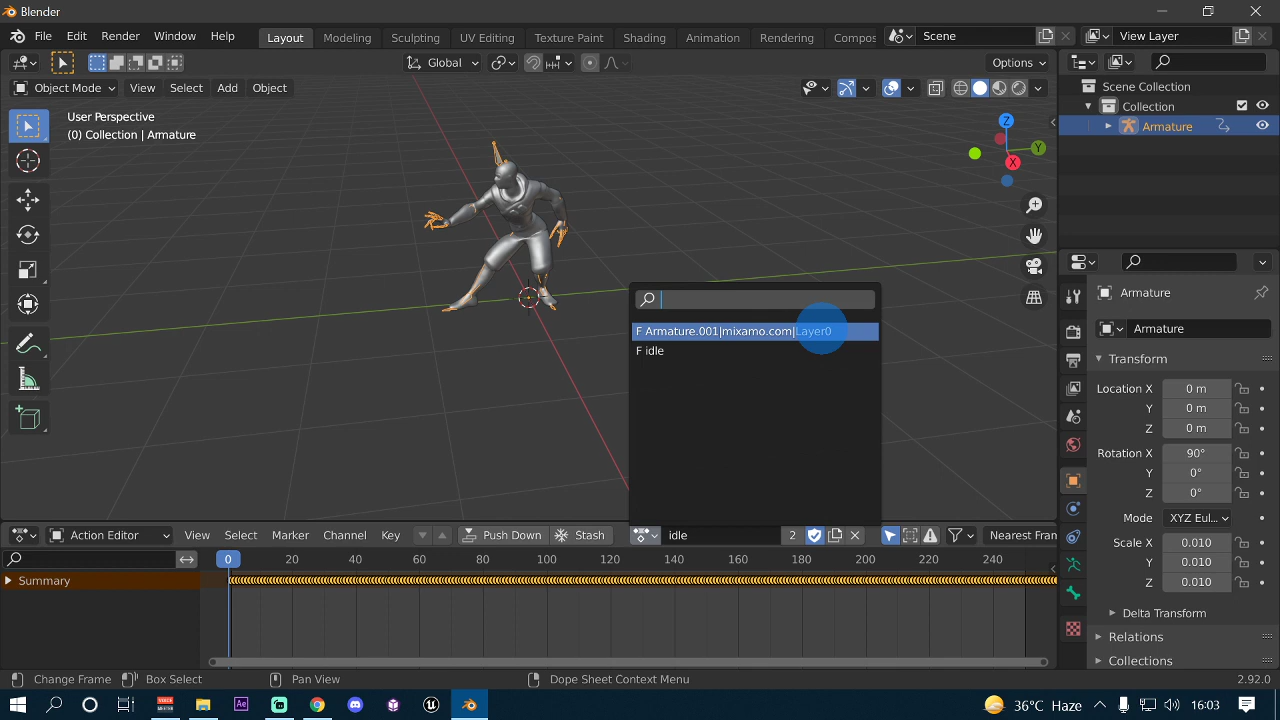 Blender
File Edit Render Window Help Layout Modeling Sculpting UV Editing Texture Paint Shading Animation Rendering Compos Scene View Layer
Global Options
Object Mode View Select Add Object
User Perspective
(0) Collection | Armature
Scene Collection
Collection
Armature
Z
Y
X
F Armature.001|mixamo.com|Layer0
F idle
Armature
Armature
Transform
Location X 0 m
Y 0 m
Z 0 m
Rotation X 90°
Y 0°
Z 0°
Mode XYZ Eul...
Scale X 0.010
Y 0.010
Z 0.010
Delta Transform
Relations
Collections
Action Editor View Select Marker Channel Key Push Down Stash idle 2 Nearest Fran
0 20 40 60 80 100 120 140 160 180 200 220 240
Summary
Change Frame Box Select Pan View Dope Sheet Context Menu 2.92.0
VOICE MEETER Ae 36°C Haze 16:03